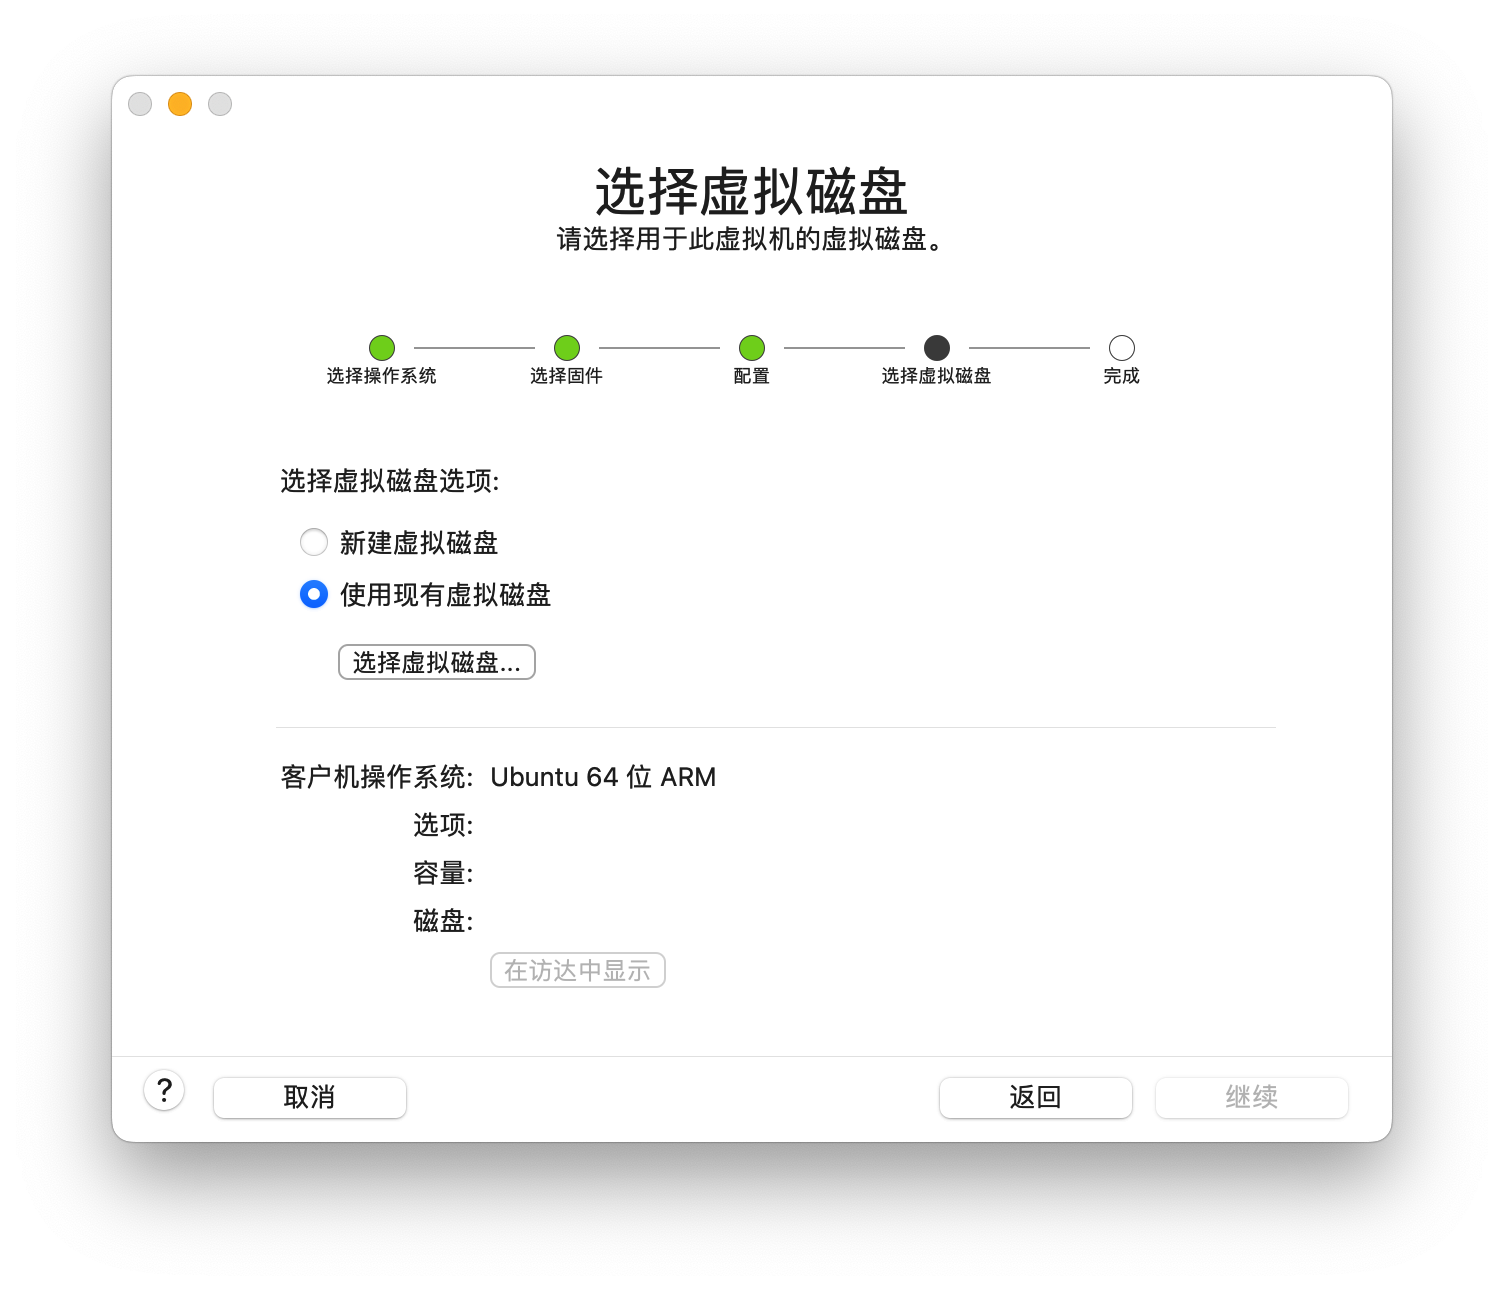 选择虚拟磁盘
请选择用于此虚拟机的虚拟磁盘。
选择操作系统 选择固件 配置 选择虚拟磁盘 完成
选择虚拟磁盘选项:
新建虚拟磁盘
使用现有虚拟磁盘
选择虚拟磁盘...
客户机操作系统: Ubuntu 64 位 ARM
选项:
容量:
磁盘:
在访达中显示
? 取消 返回 继续